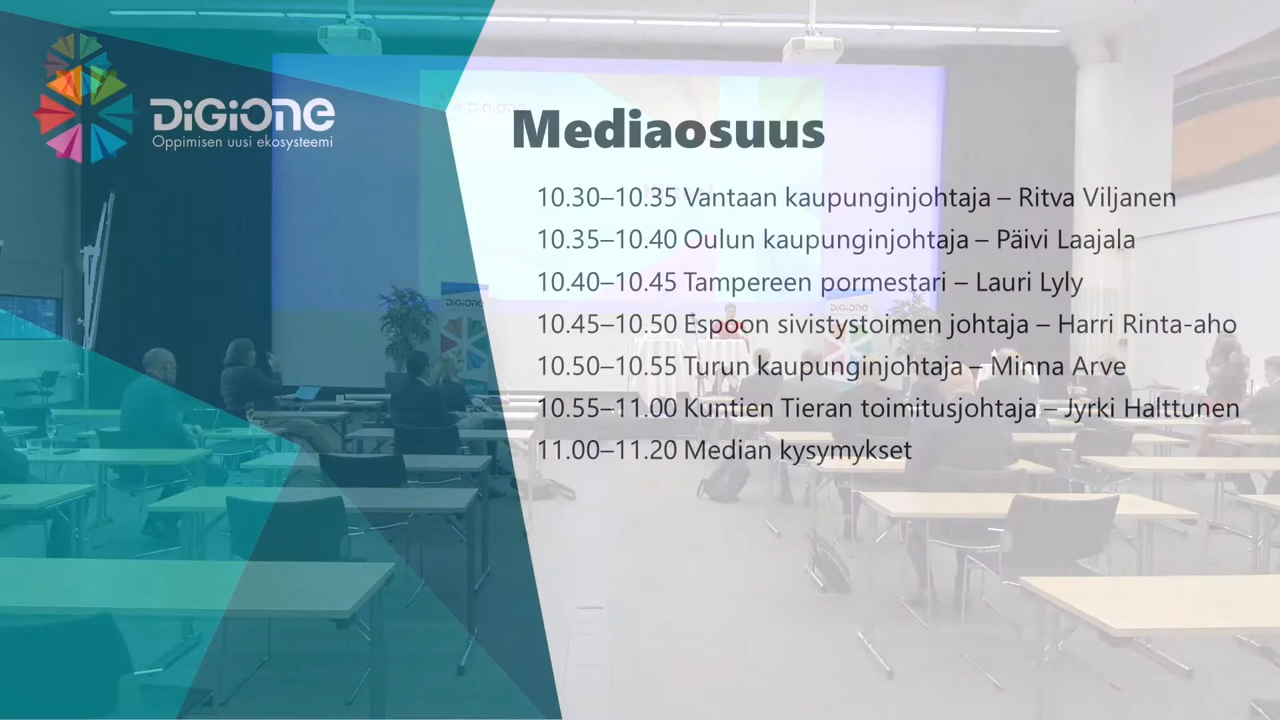 DiGiONE
Oppimisen uusi ekosysteemi
DiGiONE
Mediaosuus
10.30–10.35 Vantaan kaupunginjohtaja – Ritva Viljanen
10.35–10.40 Oulun kaupunginjohtaja – Päivi Laajala
10.40–10.45 Tampereen pormestari – Lauri Lyly
10.45–10.50 Espoon sivistystoimen johtaja – Harri Rinta-aho
10.50–10.55 Turun kaupunginjohtaja – Minna Arve
10.55–11.00 Kuntien Tieran toimitusjohtaja – Jyrki Halttunen
11.00–11.20 Median kysymykset
DiGiONE
DiGiONE